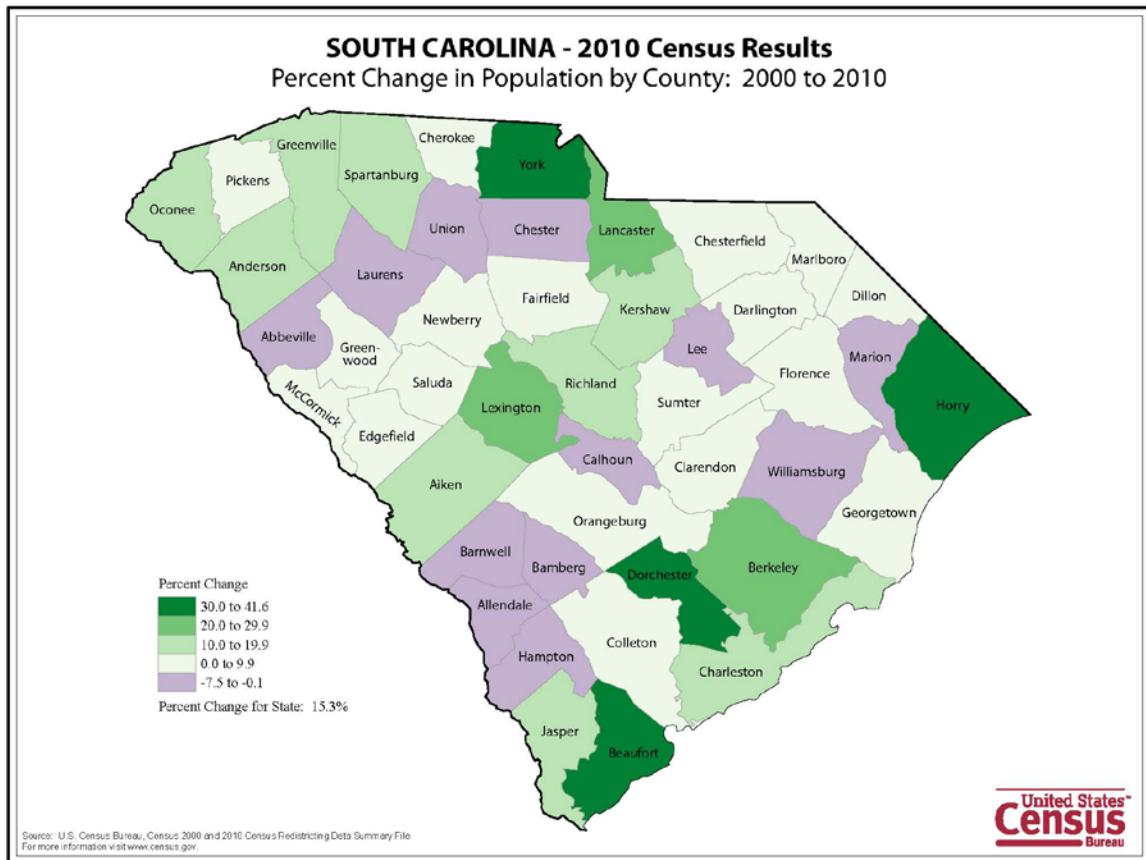 SOUTH CAROLINA - 2010 Census Results
Percent Change in Population by County: 2000 to 2010
Cherokee
Greenville
York
Pickens
Spartanburg
Oconee
Union
Chester
Lancaster
Chesterfield
Marlboro
Anderson
Laurens
Dillon
Fairfield
Kershaw
Darlington
Newberry
Abbeville
Green-
wood
Lee
Marion
Florence
Saluda
Richland
McCormick
Lexington
Sumter
Horry
Edgefield
Calhoun
Clarendon
Williamsburg
Aiken
Georgetown
Orangeburg
Barnwell
Bamberg
Dorchester
Berkeley
Allendale
Colleton
Hampton
Charleston
Jasper
Beaufort
Percent Change
30.0 to 41.6
20.0 to 29.9
10.0 to 19.9
0.0 to 9.9
-7.5 to -0.1
Percent Change for State: 15.3%
Source: U.S. Census Bureau, Census 2000 and 2010 Census Redistricting Data Summary File
For more information visit www.census.gov.
United States™
Census
Bureau